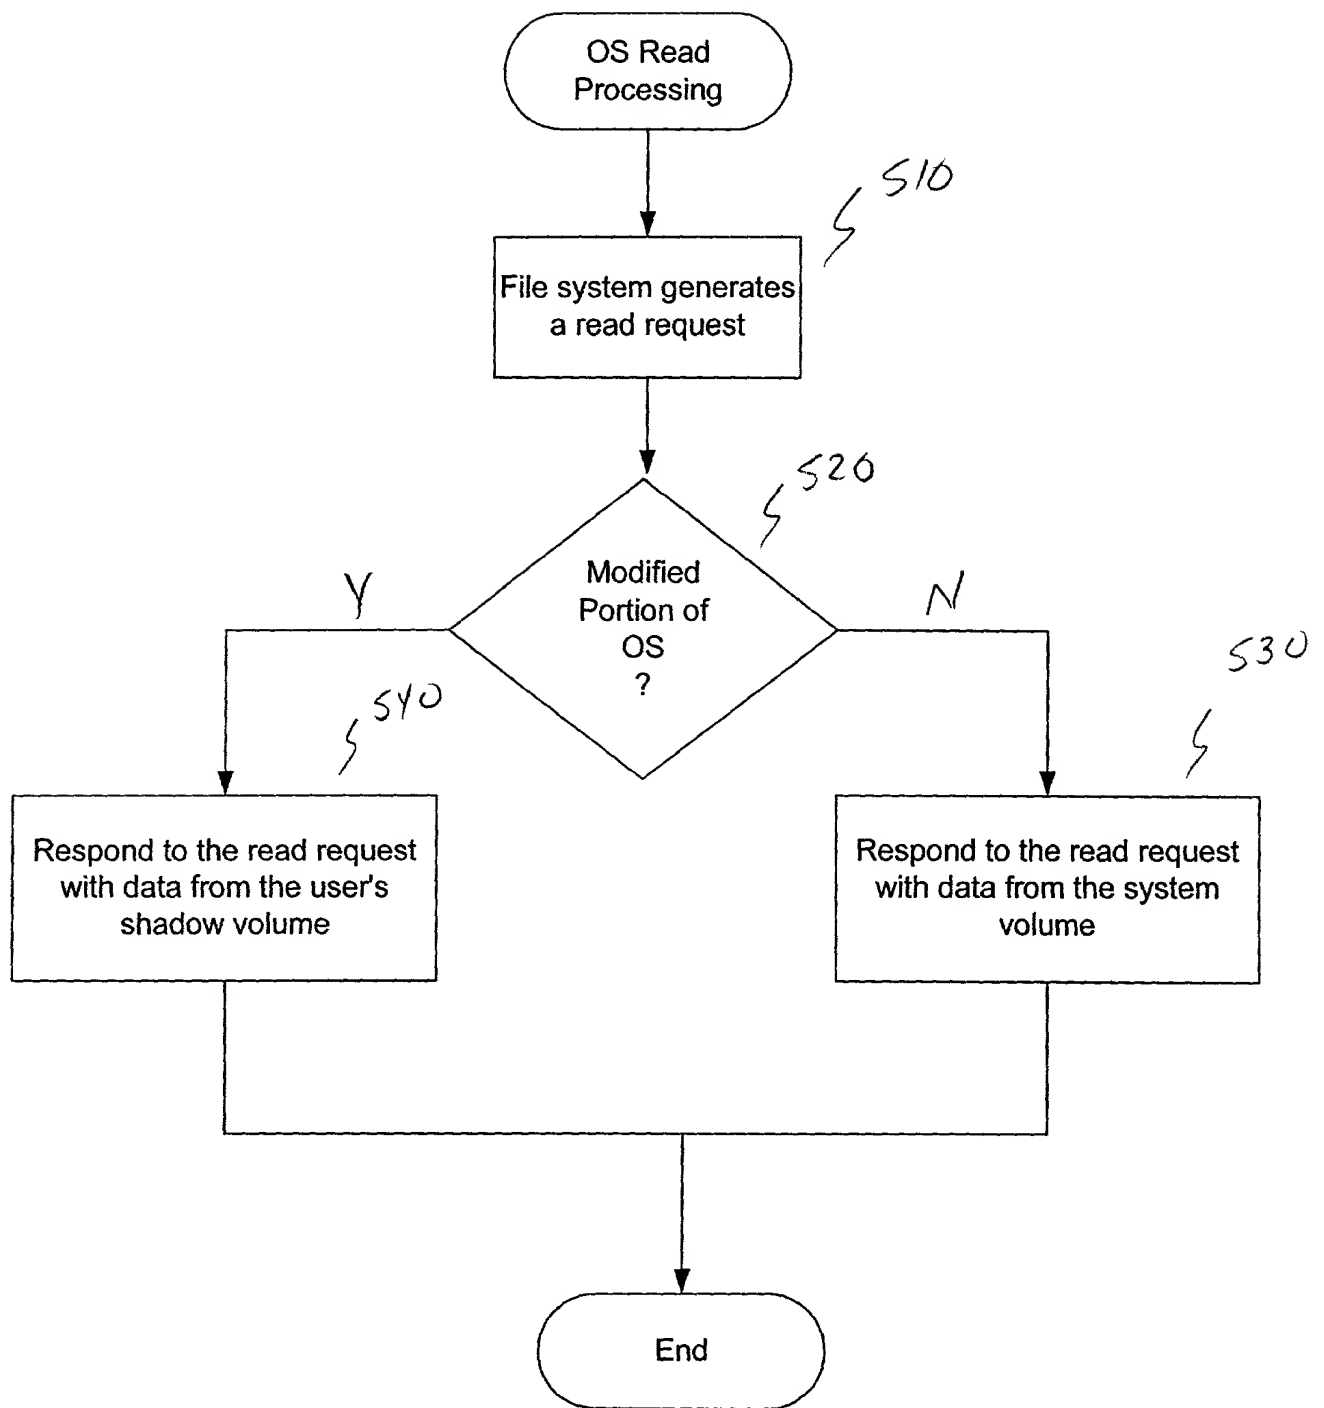 OS Read
Processing
510
File system generates
a read request
520
Modified
Portion of
OS
?
Y
N
530
540
Respond to the read request
with data from the user's
shadow volume
Respond to the read request
with data from the system
volume
End